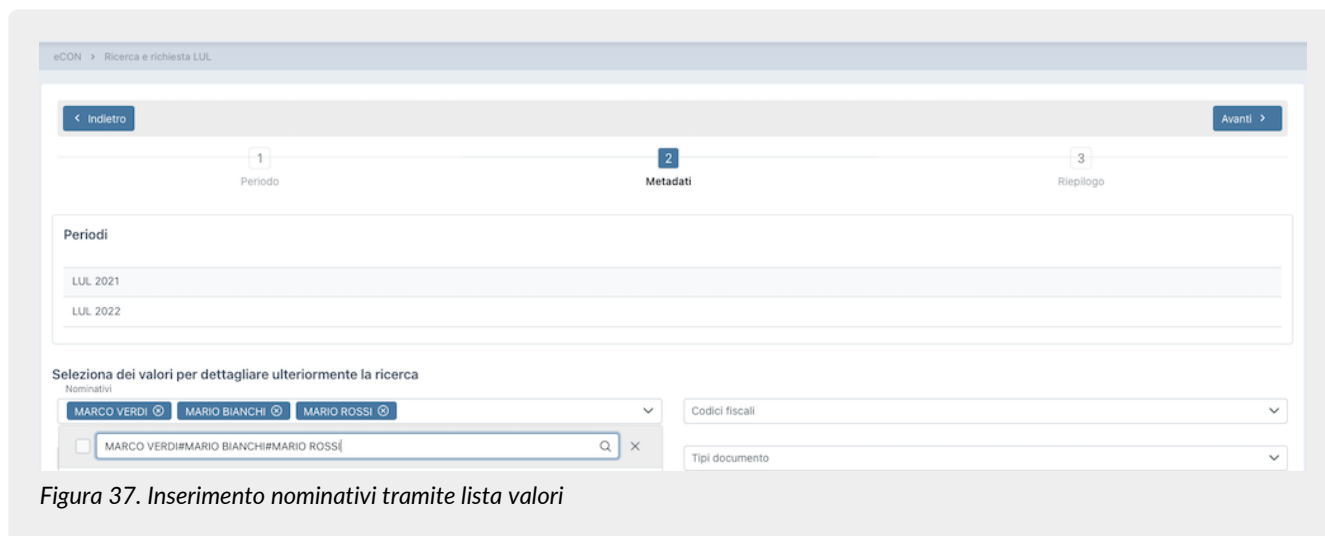 eCON > Ricerca e richiesta LUL
< Indietro
Avanti >
1
2
3
Periodo
Metadati
Riepilogo
Periodi
LUL 2021
LUL 2022
Seleziona dei valori per dettagliare ulteriormente la ricerca
Nominativi
MARCO VERDI MARIO BIANCHI MARIO ROSSI
Codici fiscali
MARCO VERDI#MARIO BIANCHI#MARIO ROSSI
Tipi documento
Figura 37. Inserimento nominativi tramite lista valori